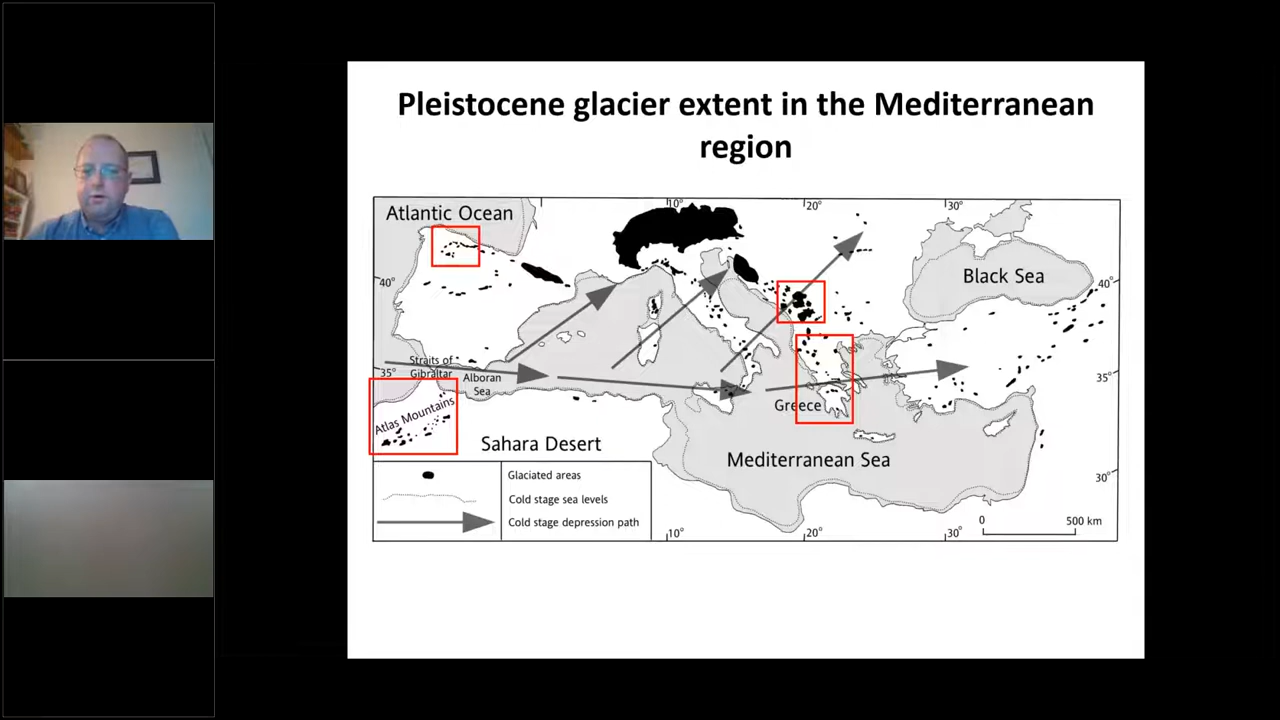 Pleistocene glacier extent in the Mediterranean
region
Atlantic Ocean
10°
20°
30°
40°
Black Sea
40°
Straits of
Gibraltar
35°
Alboran
Sea
35°
Atlas Mountains
Greece
Sahara Desert
Mediterranean Sea
30°
Glaciated areas
Cold stage sea levels
Cold stage depression path
0
500 km
10°
20°
30°